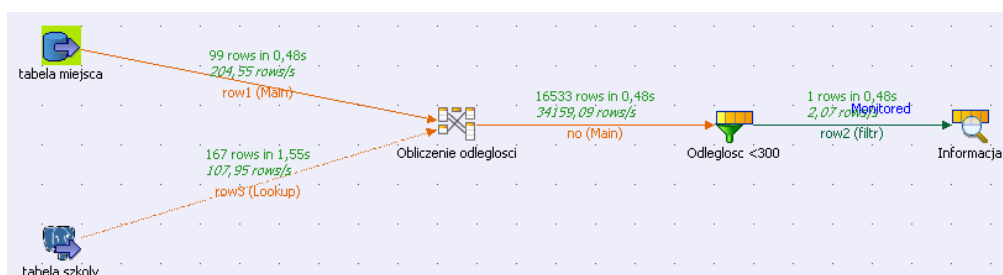 99 rows in 0,48s
204,55 rows/s
row1 (Main)
tabela miejsca
16533 rows in 0,48s
34159,09 rows/s
no (Main)
1 rows in 0,48s
Monitored
2,07 rows/s
row2 (filtr)
Obliczenie odleglosci
Odleglosc <300
Informacja
167 rows in 1,55s
107,95 rows/s
row3 (Lookup)
tabela szkoly